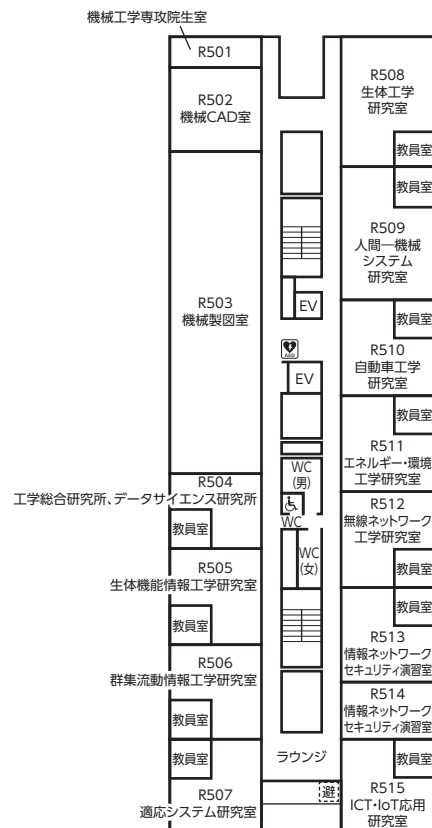 機械工学専攻院生室
R501
R502
機械CAD室
R503
機械製図室
R504
工学総合研究所、データサイエンス研究所
教員室
R505
生体機能情報工学研究室
教員室
R506
群集流動情報工学研究室
教員室
教員室
R507
適応システム研究室
EV
AED
EV
WC
(男)
WC
WC
(女)
ラウンジ
避
R508
生体工学
研究室
教員室
教員室
R509
人間―機械
システム
研究室
教員室
R510
自動車工学
研究室
教員室
R511
エネルギー・環境
工学研究室
R512
無線ネットワーク
工学研究室
教員室
教員室
R513
情報ネットワーク
セキュリティ演習室
R514
情報ネットワーク
セキュリティ演習室
教員室
R515
ICT・IoT応用
研究室